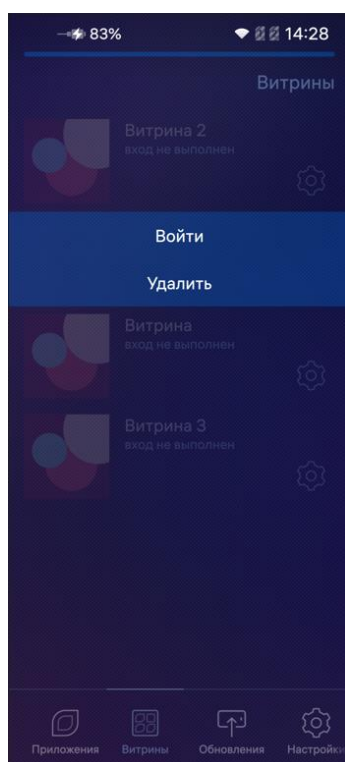 83%
14:28
Витрины
Витрина 2
вход не выполнен
Войти
Удалить
Витрина
вход не выполнен
Витрина 3
вход не выполнен
Приложения Витрины Обновления Настройки